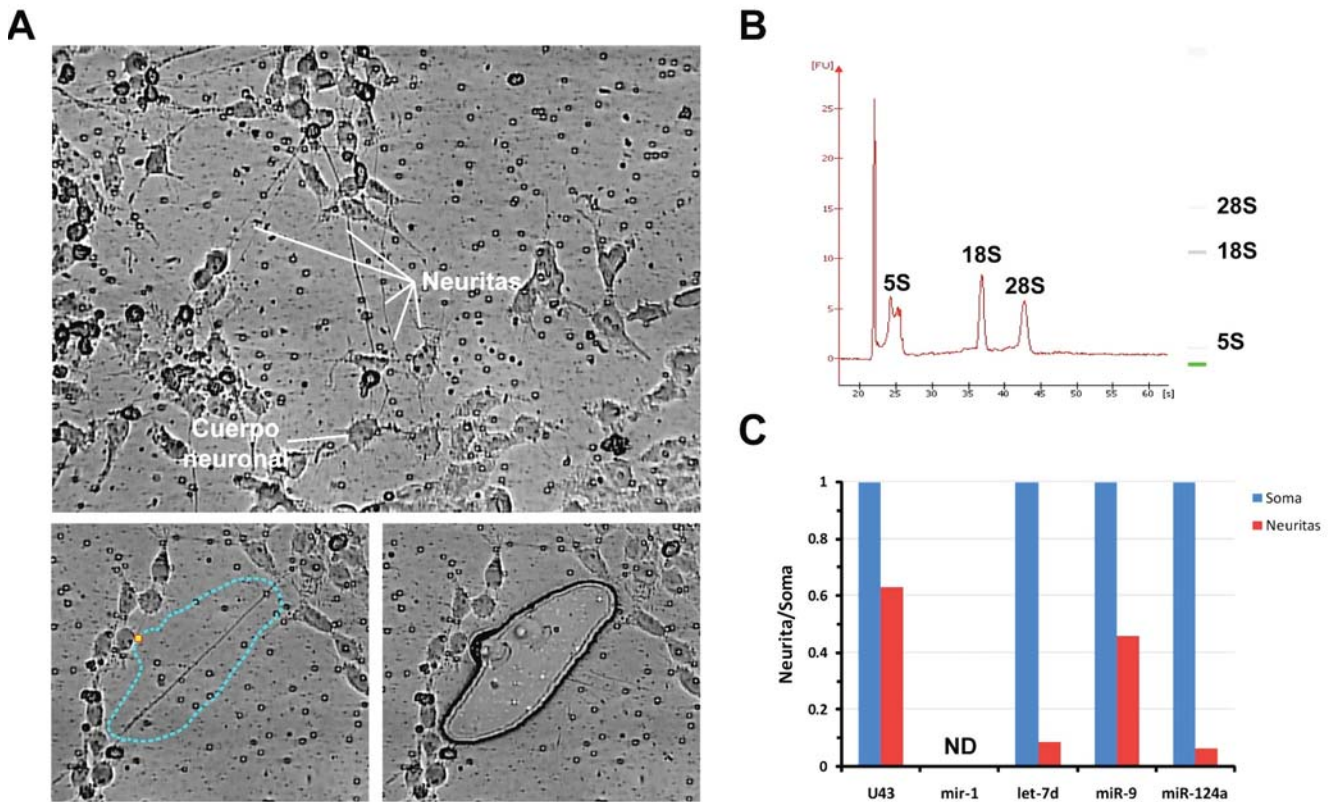 A
Neuritas
Cuerpo
neuronal
B
[FU]
25
20
15
10
5
0
5S
18S
28S
20 25 30 35 40 45 50 55 60 [s]
28S
18S
5S
C
Neurita/Soma
1
0.8
0.6
0.4
0.2
0
ND
U43 mir-1 let-7d miR-9 miR-124a
Soma
Neuritas